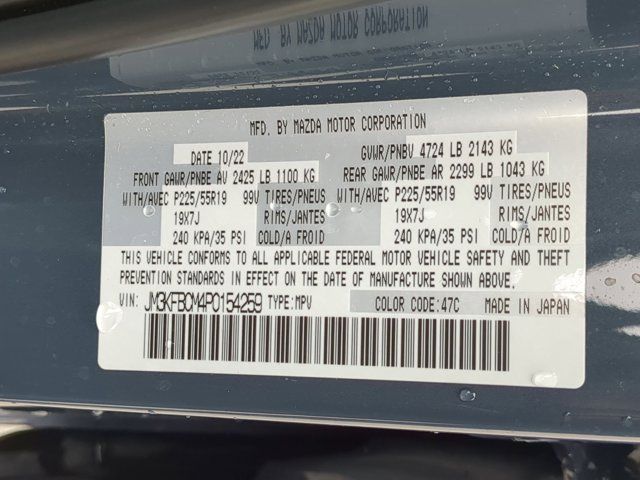 MFD. BY MAZDA MOTOR CORPORATION
MFD. BY MAZDA MOTOR CORPORATION
DATE 10/22 GVWR/PNBV 4724 LB 2143 KG
FRONT GAWR/PNBE AV 2425 LB 1100 KG REAR GAWR/PNBE AR 2299 LB 1043 KG
WITH/AVEC P225/55R19 99V TIRES/PNEUS WITH/AVEC P225/55R19 99V TIRES/PNEUS
19X7J RIMS/JANTES 19X7J RIMS/JANTES
240 KPA/35 PSI COLD/A FROID 240 KPA/35 PSI COLD/A FROID
THIS VEHICLE CONFORMS TO ALL APPLICABLE FEDERAL MOTOR VEHICLE SAFETY AND THEFT
PREVENTION STANDARDS IN EFFECT ON THE DATE OF MANUFACTURE SHOWN ABOVE.
VIN: JM3KFBCM4P0154259 TYPE:MPV COLOR CODE:47C MADE IN JAPAN